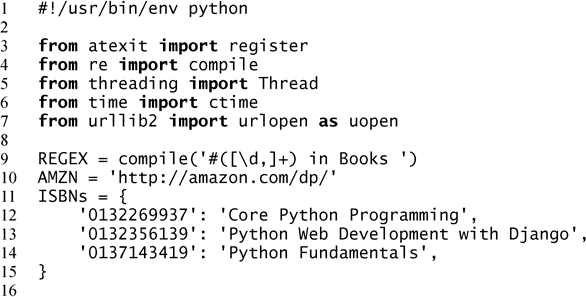 1 #!/usr/bin/env python
2
3 from atexit import register
4 from re import compile
5 from threading import Thread
6 from time import ctime
7 from urllib2 import urlopen as uopen
8
9 REGEX = compile('#([\d,]+) in Books ')
10 AMZN = 'http://amazon.com/dp/'
11 ISBNs = {
12     '0132269937': 'Core Python Programming',
13     '0132356139': 'Python Web Development with Django',
14     '0137143419': 'Python Fundamentals',
15 }
16